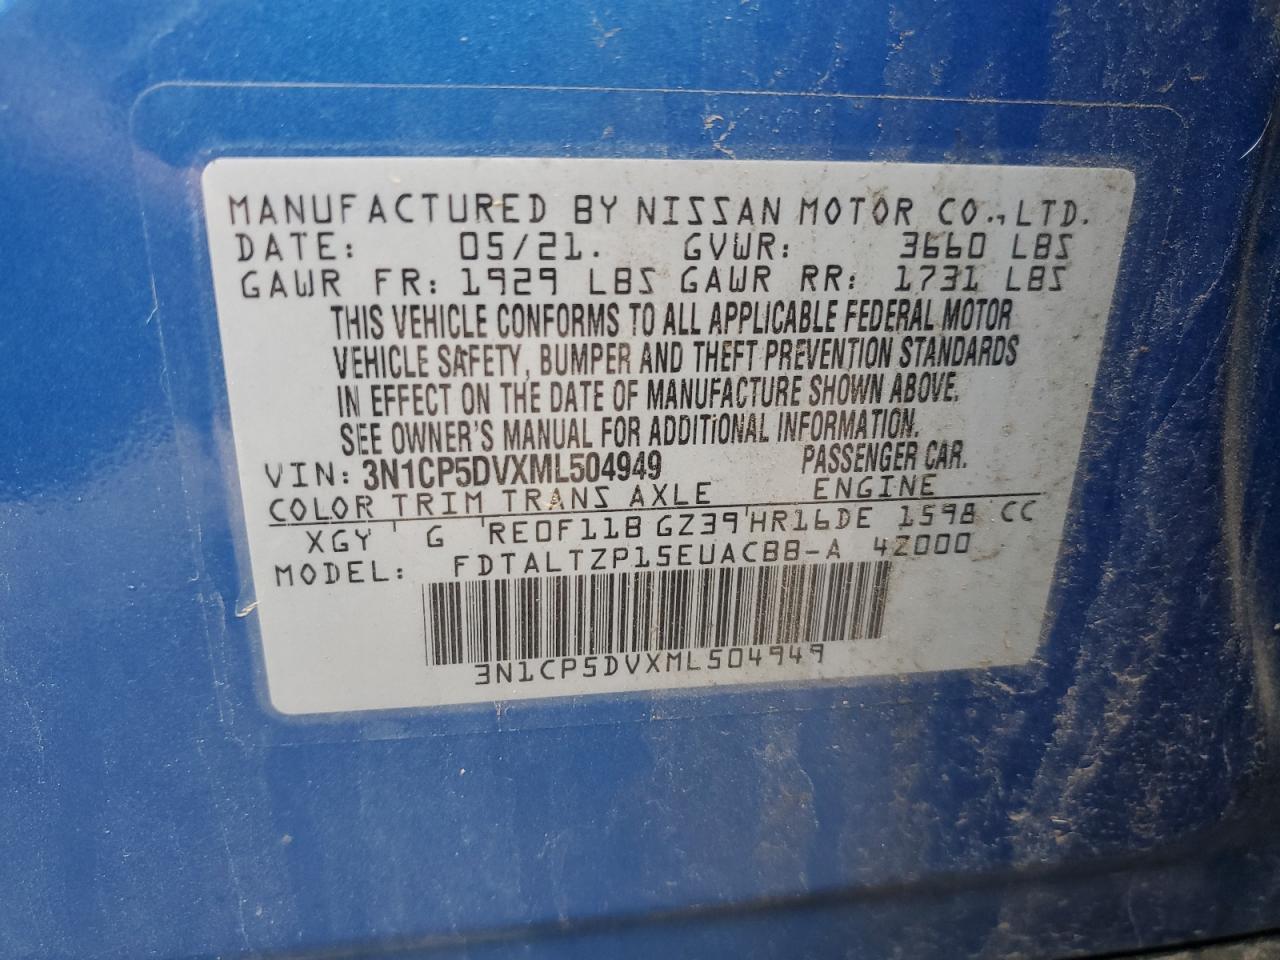 MANUFACTURED BY NISSAN MOTOR CO., LTD.
DATE: 05/21. GVWR: 3660 LBS
GAWR FR: 1929 LBS GAWR RR: 1731 LBS
THIS VEHICLE CONFORMS TO ALL APPLICABLE FEDERAL MOTOR
VEHICLE SAFETY, BUMPER AND THEFT PREVENTION STANDARDS
IN EFFECT ON THE DATE OF MANUFACTURE SHOWN ABOVE.
SEE OWNER'S MANUAL FOR ADDITIONAL INFORMATION.
VIN: 3N1CP5DVXML504949 PASSENGER CAR.
COLOR TRIM TRANS AXLE ENGINE
XGY G RE0F11B GZ39 HR16DE 1598 CC
MODEL: FDTALTZP15EUACBB-A 42000
3N1CP5DVXML504949